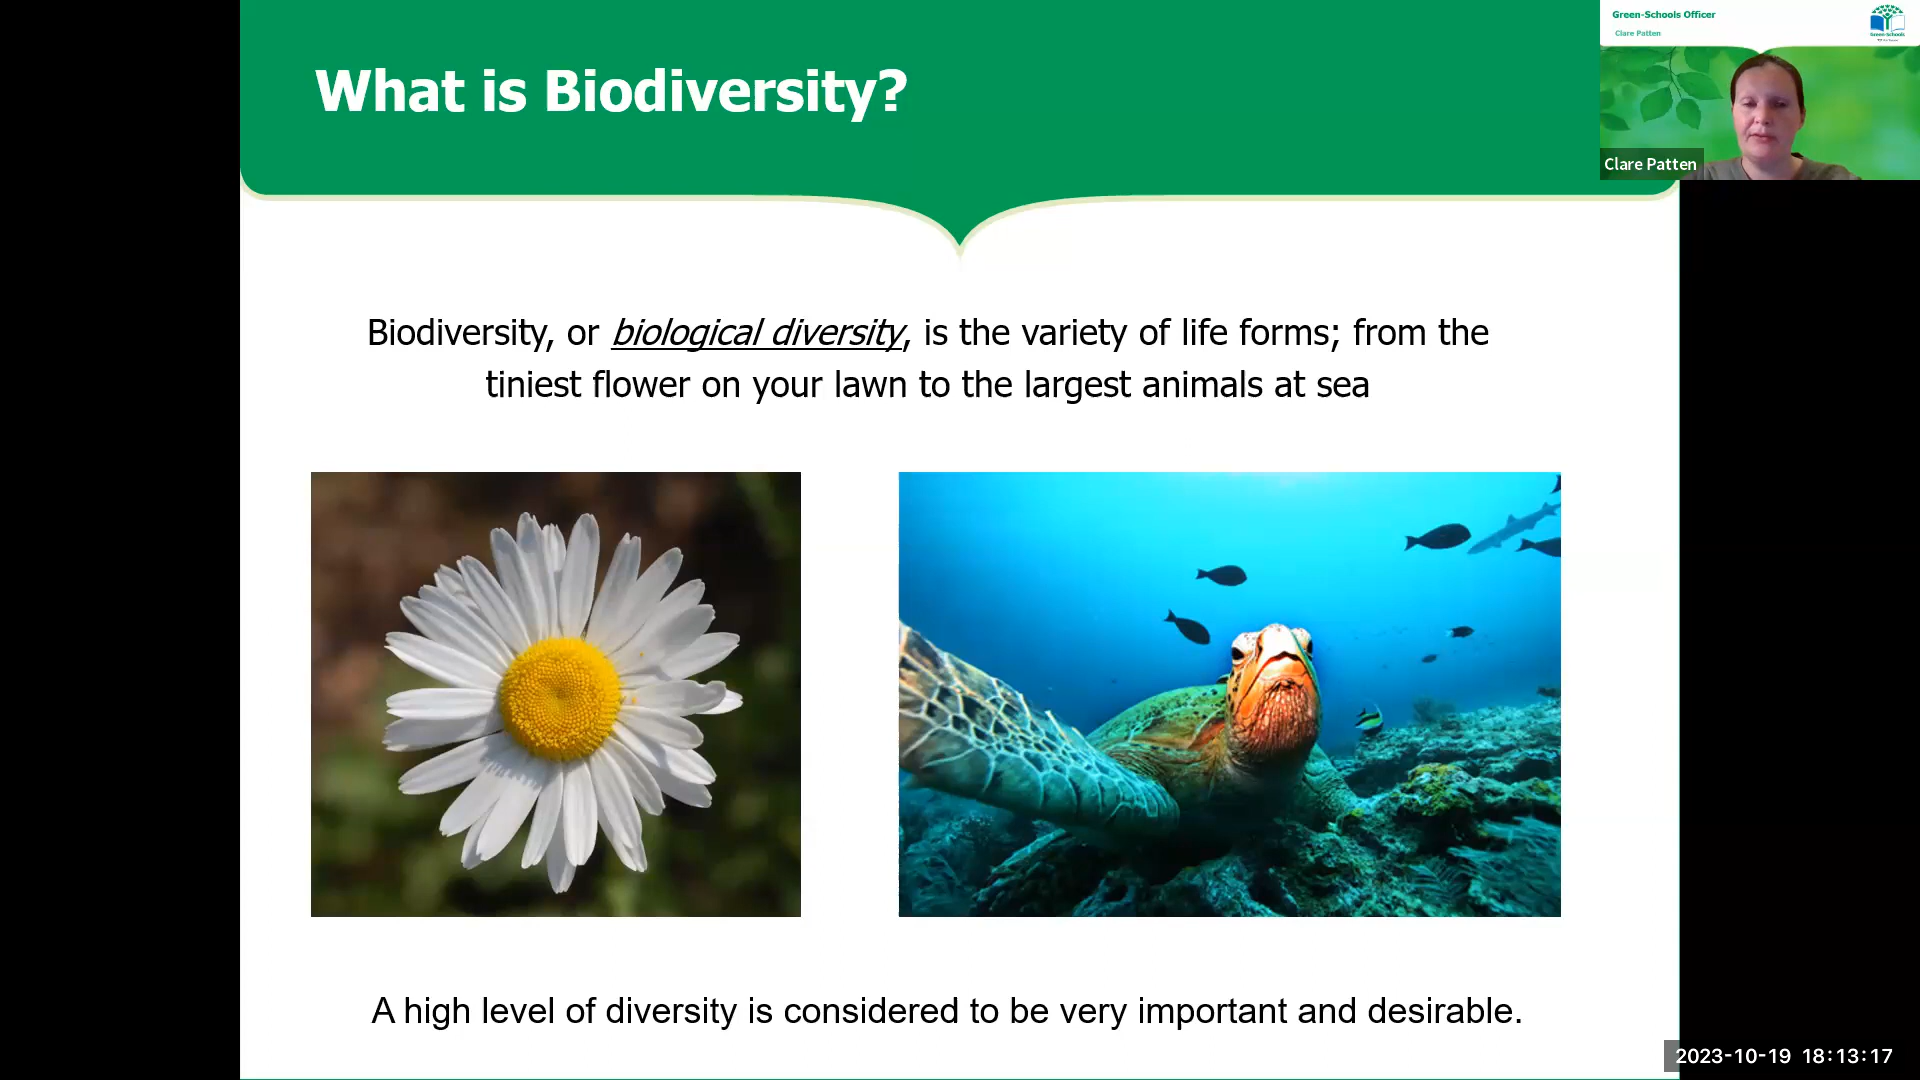 What is Biodiversity?
Green-Schools Officer
Clare Patten
Green-Schools
Clare Patten
Biodiversity, or biological diversity, is the variety of life forms; from the
tiniest flower on your lawn to the largest animals at sea
A high level of diversity is considered to be very important and desirable.
2023-10-19 18:13:17